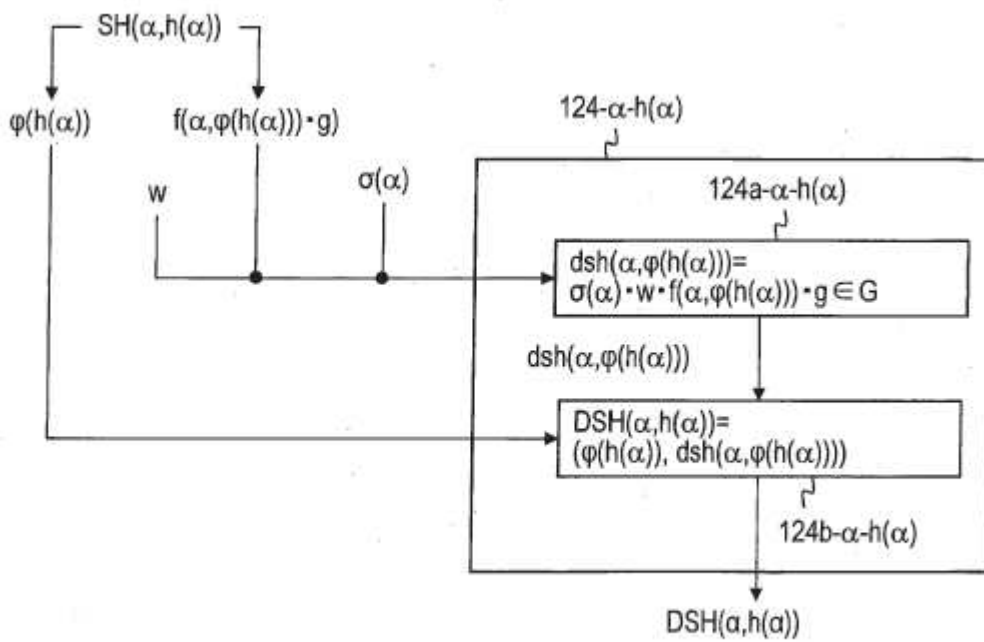 SH(α,h(α))
φ(h(α))
f(α,φ(h(α)))・g)
w
σ(α)
124-α-h(α)
124a-α-h(α)
dsh(α,φ(h(α)))=
σ(α)・w・f(α,φ(h(α)))・g∈G
dsh(α,φ(h(α)))
DSH(α,h(α))=
(φ(h(α)), dsh(α,φ(h(α))))
124b-α-h(α)
DSH(α,h(α))